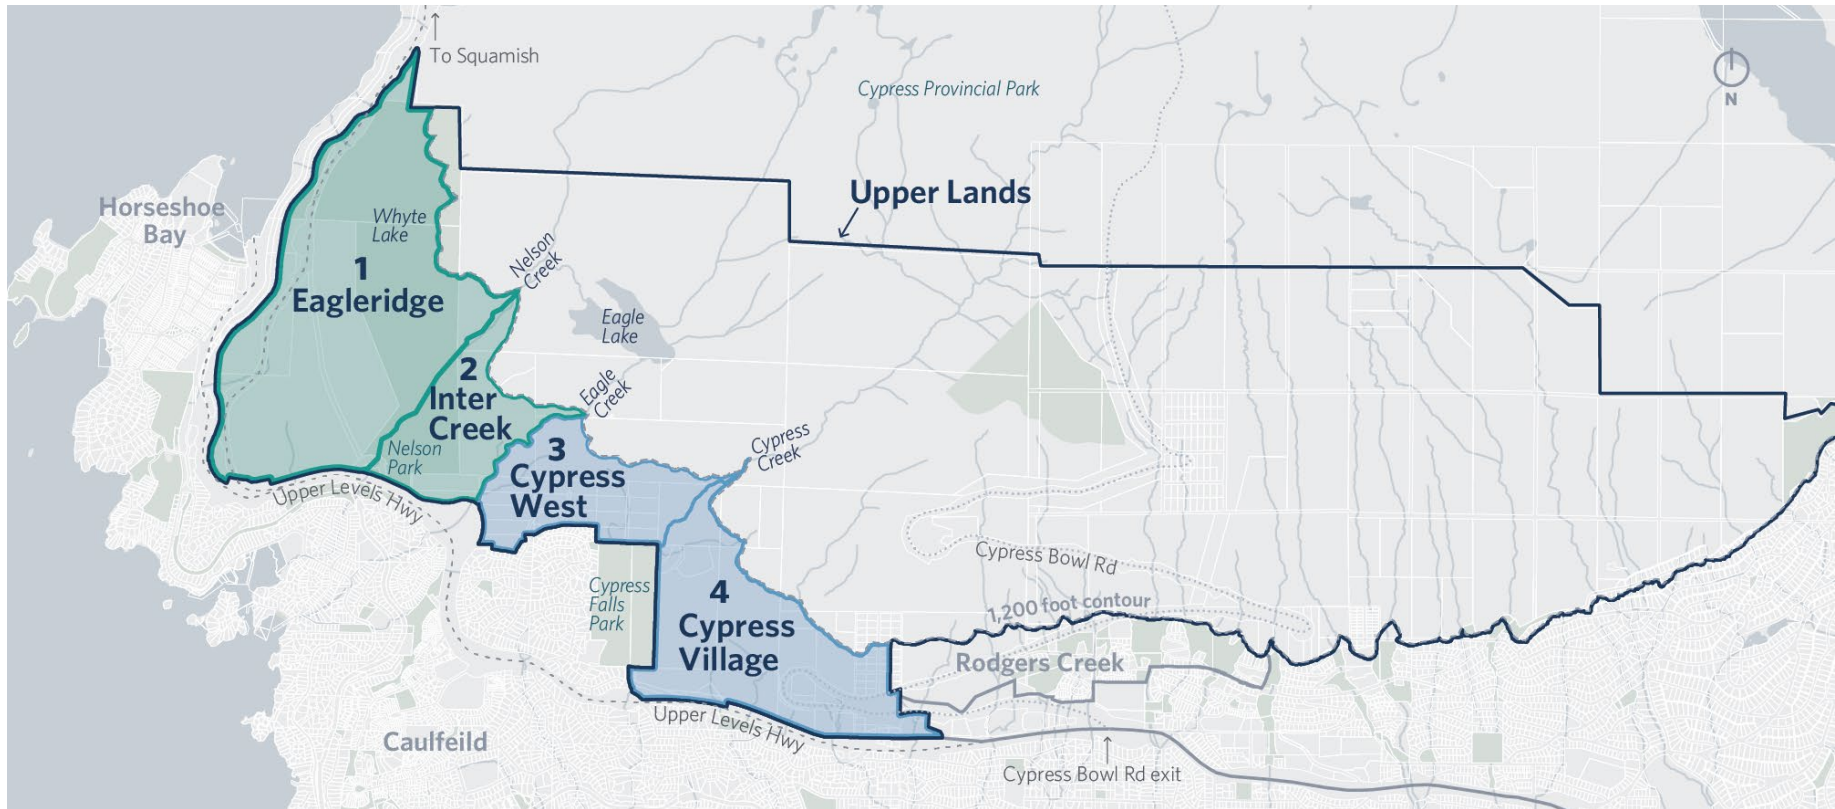 To Squamish
Cypress Provincial Park
N
Upper Lands
Horseshoe
Bay
Whyte
Lake
1
Eagleridge
Nelson
Creek
Eagle
Lake
2
Inter
Creek
Eagle
Creek
Nelson
Park
3
Cypress
West
Cypress
Creek
Upper Levels Hwy
Cypress Bowl Rd
Cypress
Falls
Park
4
Cypress
Village
1,200 foot contour
Rodgers Creek
Upper Levels Hwy
Caulfeild
Cypress Bowl Rd exit